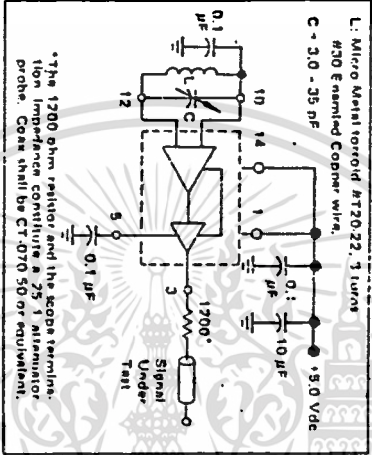 L: Micro Metal torroid #T20-22, 9 turns
#30 Enamled Copper wire.
C = 3.0 - 35 pF
+5.0 Vdc
0.1
µF
10
14
1
0.1
µF
10 µF
L
C
12
5
0.1 µF
3
1200*
Signal
Under
Test
*The 1200 ohm resistor and the scope termina-
tion impedance constitute a 25:1 attenuator
probe. Coax shall be CT-070-50 or equivalent.